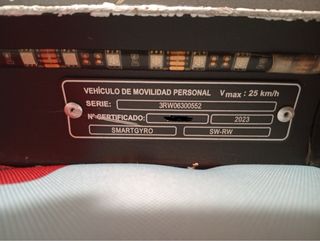 VEHÍCULO DE MOVILIDAD PERSONAL Vmax: 25 km/h
SERIE: 3RW06300552
Nº CERTIFICADO: 2023
SMARTGYRO SW-RW